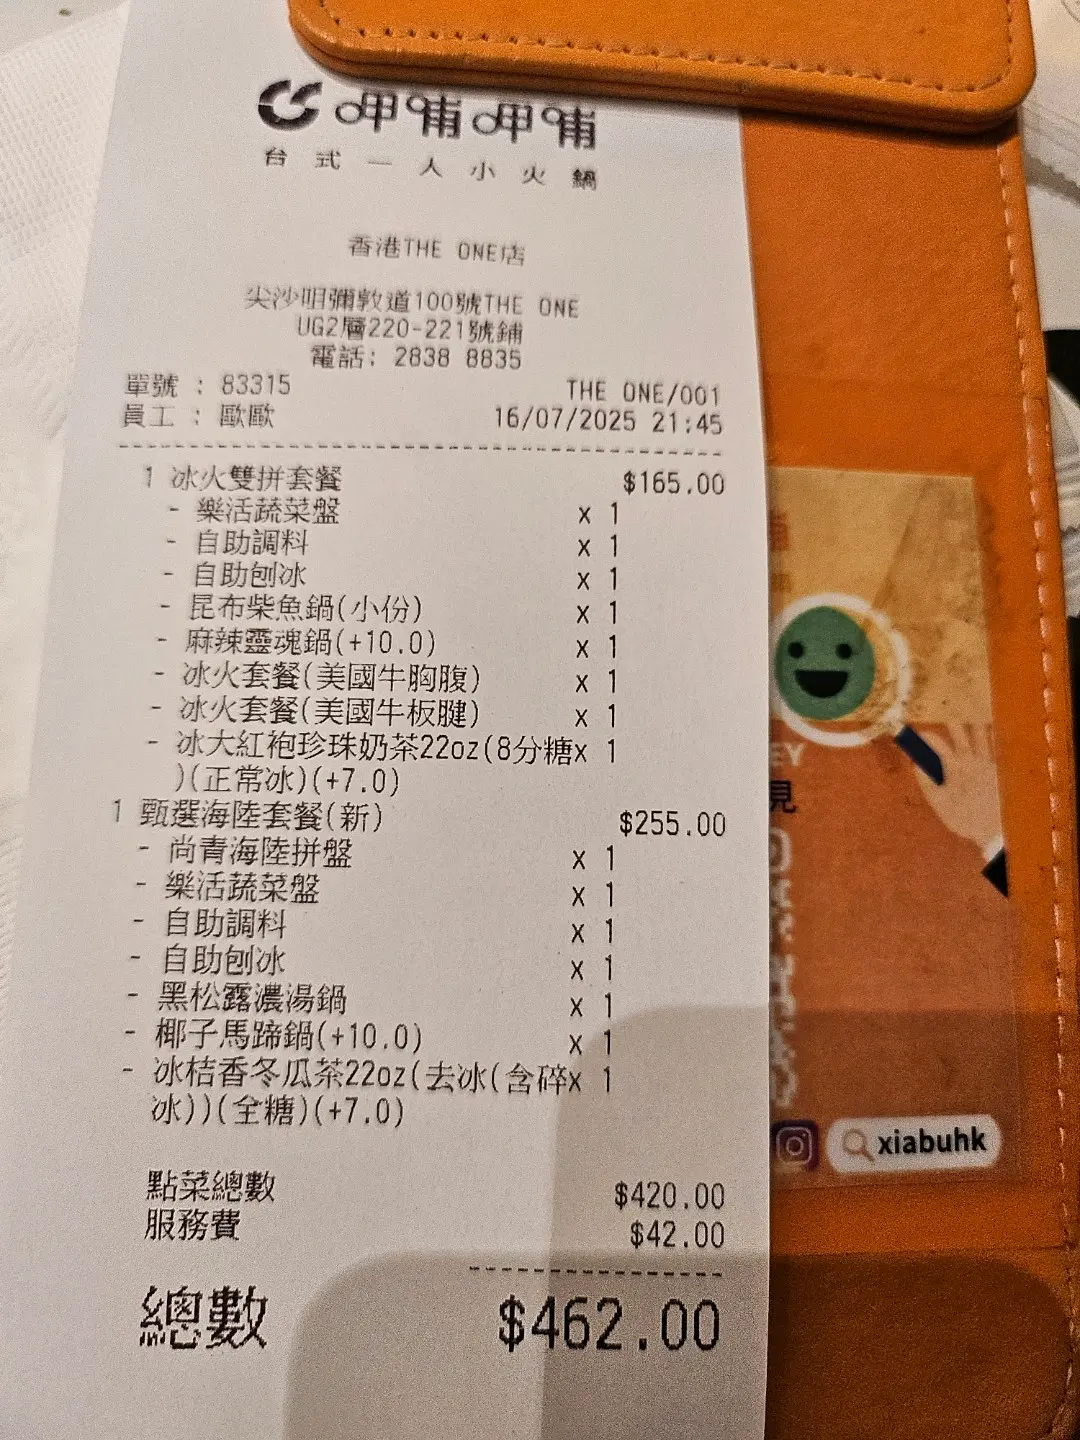 呷哺呷哺
台式一人小火鍋
香港THE ONE店
尖沙咀彌敦道100號THE ONE
UG2層220-221號鋪
電話: 2838 8835
單號 : 83315 THE ONE/001
員工 : 歐歐 16/07/2025 21:45
1 冰火雙拼套餐 $165.00
- 樂活蔬菜盤 x 1
- 自助調料 x 1
- 自助刨冰 x 1
- 昆布柴魚鍋(小份) x 1
- 麻辣靈魂鍋(+10.0) x 1
- 冰火套餐(美國牛胸腹) x 1
- 冰火套餐(美國牛板腱) x 1
- 冰大紅袍珍珠奶茶22oz(8分糖x 1
)(正常冰)(+7.0)
1 甄選海陸套餐(新) $255.00
- 尚青海陸拼盤 x 1
- 樂活蔬菜盤 x 1
- 自助調料 x 1
- 自助刨冰 x 1
- 黑松露濃湯鍋 x 1
- 椰子馬蹄鍋(+10.0) x 1
- 冰桔香冬瓜茶22oz(去冰(含碎x 1
冰))(全糖)(+7.0)
點菜總數 $420.00
服務費 $42.00
總數 $462.00
EY
見
xiabuhk